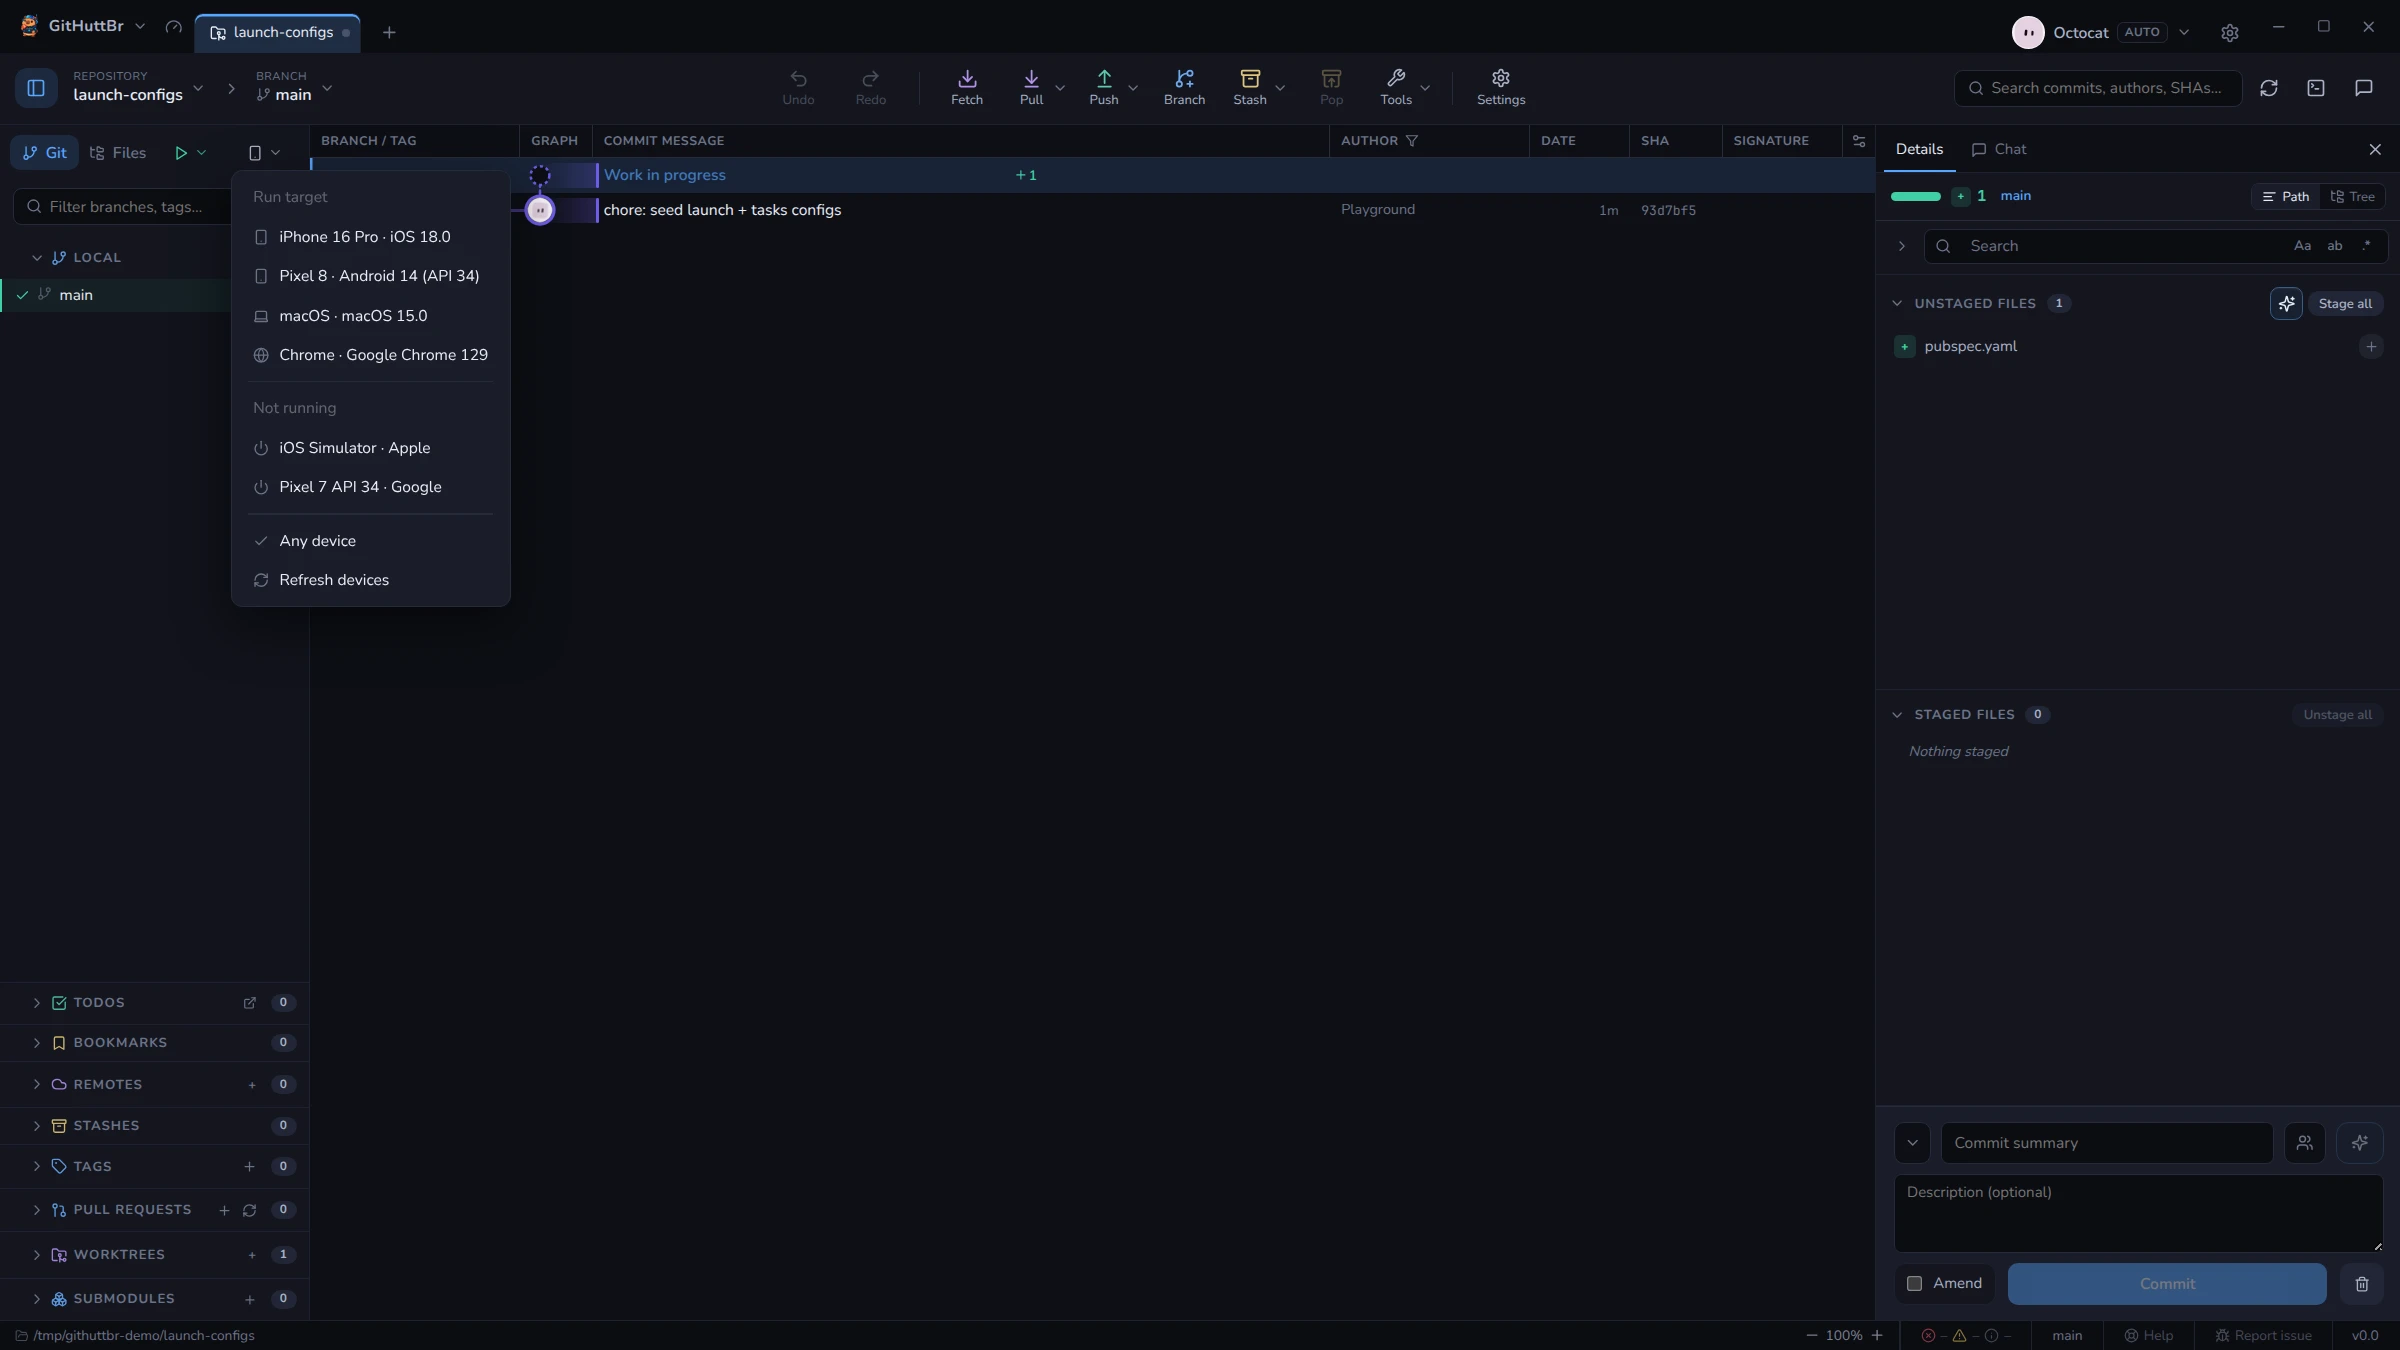 GitHuttBr
launch-configs
Octocat
AUTO
REPOSITORY
launch-configs
BRANCH
main
Undo
Redo
Fetch
Pull
Push
Branch
Stash
Pop
Tools
Settings
Search commits, authors, SHAs...
Git
Files
BRANCH / TAG
GRAPH
COMMIT MESSAGE
AUTHOR
DATE
SHA
SIGNATURE
Work in progress
+1
chore: seed launch + tasks configs
Playground
1m
93d7bf5
Filter branches, tags...
LOCAL
main
Run target
iPhone 16 Pro · iOS 18.0
Pixel 8 · Android 14 (API 34)
macOS · macOS 15.0
Chrome · Google Chrome 129
Not running
iOS Simulator · Apple
Pixel 7 API 34 · Google
Any device
Refresh devices
TODOS
0
BOOKMARKS
0
REMOTES
+
0
STASHES
0
TAGS
+
0
PULL REQUESTS
+
0
WORKTREES
+
1
SUBMODULES
+
0
Details
Chat
+ 1 main
Path
Tree
Search
Aa
ab
.*
UNSTAGED FILES
1
Stage all
+ pubspec.yaml
STAGED FILES
0
Unstage all
Nothing staged
Commit summary
Description (optional)
Amend
Commit
/tmp/githuttbr-demo/launch-configs
— 100% +
– – –
main
Help
Report issue
v0.0